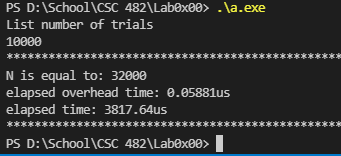 PS D:\School\CSC 482\Lab0x00> .\a.exe
List number of trials
10000
************************************************
N is equal to: 32000
elapsed overhead time: 0.05881us
elapsed time: 3817.64us
************************************************
PS D:\School\CSC 482\Lab0x00>